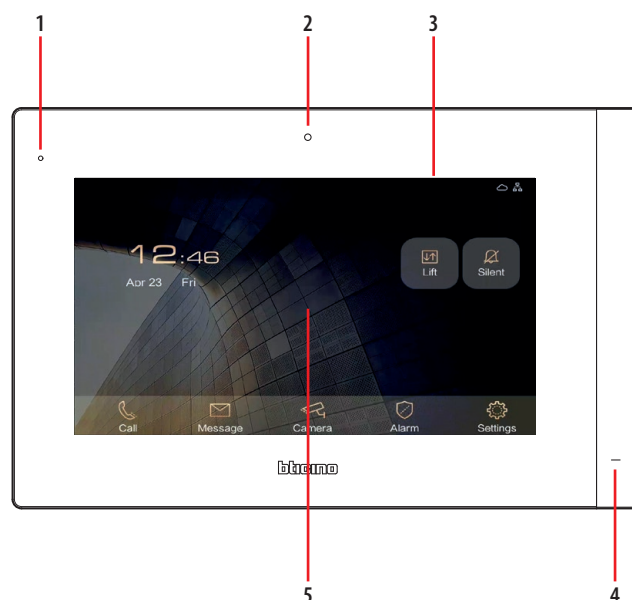 1 2 3
12:46
Apr 23 Fri
Lift Silent
Call Message Camera Alarm Settings
bticino
5 4